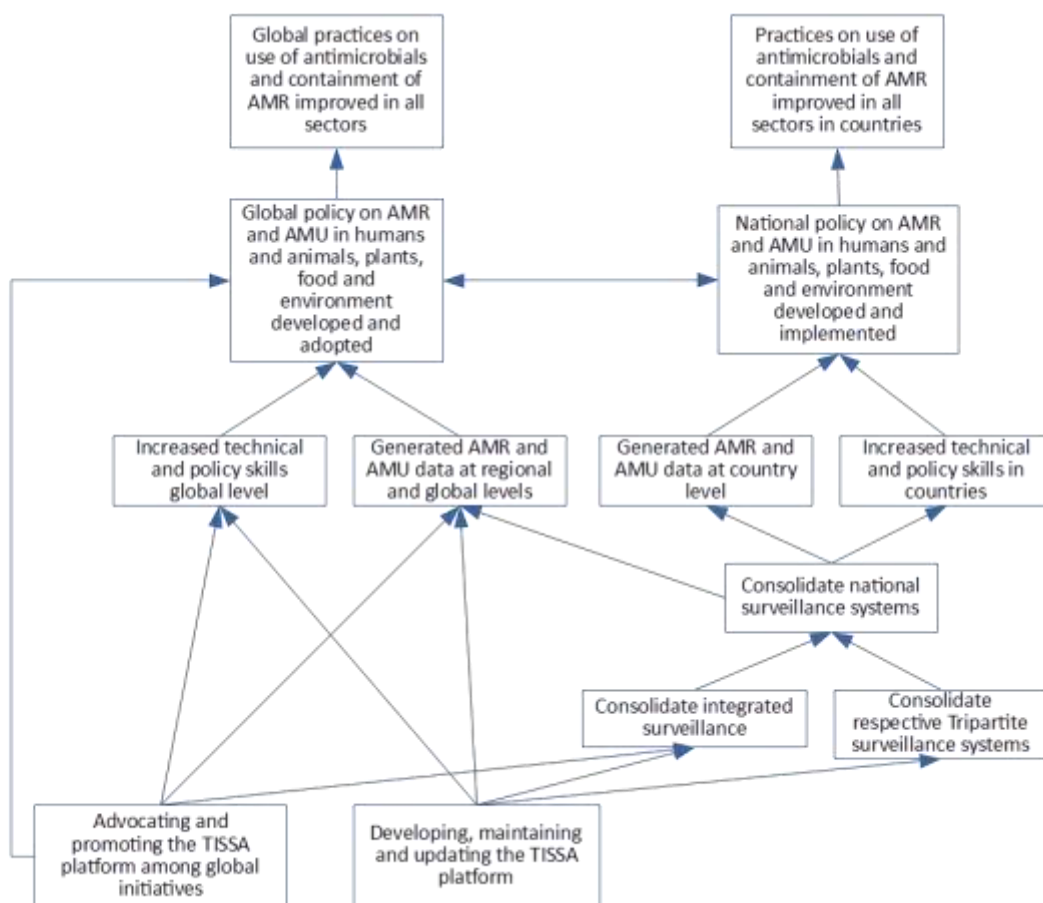 Global practices on
use of antimicrobials
and containment of
AMR improved in all
sectors
Practices on use of
antimicrobials and
containment of AMR
improved in all
sectors in countries
Global policy on AMR
and AMU in humans
and animals, plants,
food and
environment
developed and
adopted
National policy on AMR
and AMU in humans and
animals, plants, food
and environment
developed and
implemented
Increased technical
and policy skills
global level
Generated AMR and
AMU data at regional
and global levels
Generated AMR and
AMU data at country
level
Increased technical
and policy skills in
countries
Consolidate national
surveillance systems
Consolidate integrated
surveillance
Consolidate
respective Tripartite
surveillance systems
Advocating and
promoting the TISSA
platform among global
initiatives
Developing, maintaining
and updating the TISSA
platform